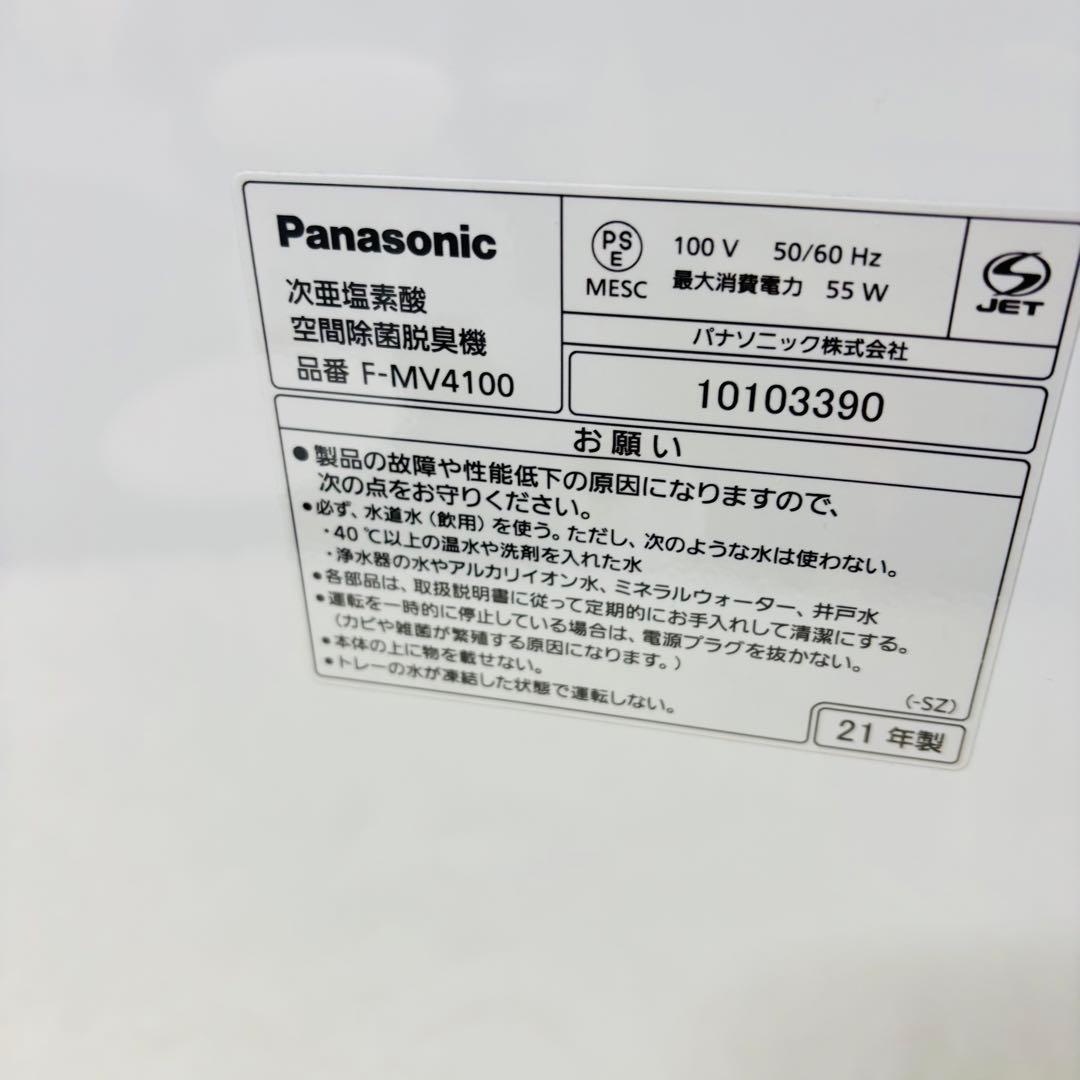 Panasonic
次亜塩素酸
空間除菌脱臭機
品番 F-MV4100
PSE
MESC
100 V 50/60 Hz
最大消費電力 55 W
JET
パナソニック株式会社
10103390
お願い
●製品の故障や性能低下の原因になりますので、
次の点をお守りください。
●必ず、水道水(飲用)を使う。ただし、次のような水は使わない。
・40 ℃以上の温水や洗剤を入れた水
・浄水器の水やアルカリイオン水、ミネラルウォーター、井戸水
●各部品は、取扱説明書に従って定期的にお手入れして清潔にする。
●運転を一時的に停止している場合は、電源プラグを抜かない。
(カビや雑菌が繁殖する原因になります。)
●本体の上に物を載せない。
●トレーの水が凍結した状態で運転しない。
(-SZ)
21 年製